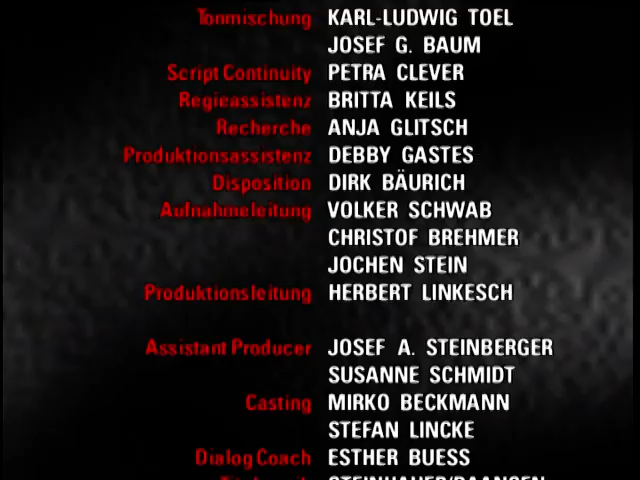 Tonmischung KARL-LUDWIG TOEL
JOSEF G. BAUM
Script Continuity PETRA CLEVER
Regieassistenz BRITTA KEILS
Recherche ANJA GLITSCH
Produktionsassistenz DEBBY GASTES
Disposition DIRK BÄURICH
Aufnahmeleitung VOLKER SCHWAB
CHRISTOF BREHMER
JOCHEN STEIN
Produktionsleitung HERBERT LINKESCH
Assistant Producer JOSEF A. STEINBERGER
SUSANNE SCHMIDT
Casting MIRKO BECKMANN
STEFAN LINCKE
Dialog Coach ESTHER BUESS